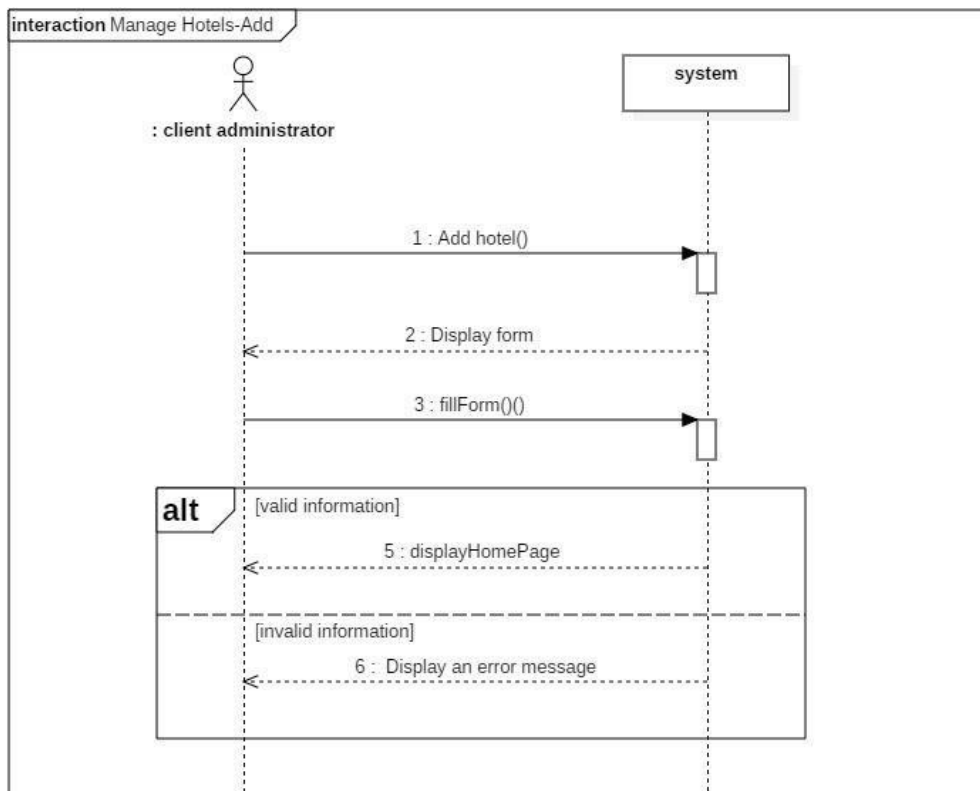 interaction Manage Hotels-Add
system
: client administrator
1 : Add hotel()
2 : Display form
3 : fillForm()()
alt
[valid information]
5 : displayHomePage
[invalid information]
6 :  Display an error message